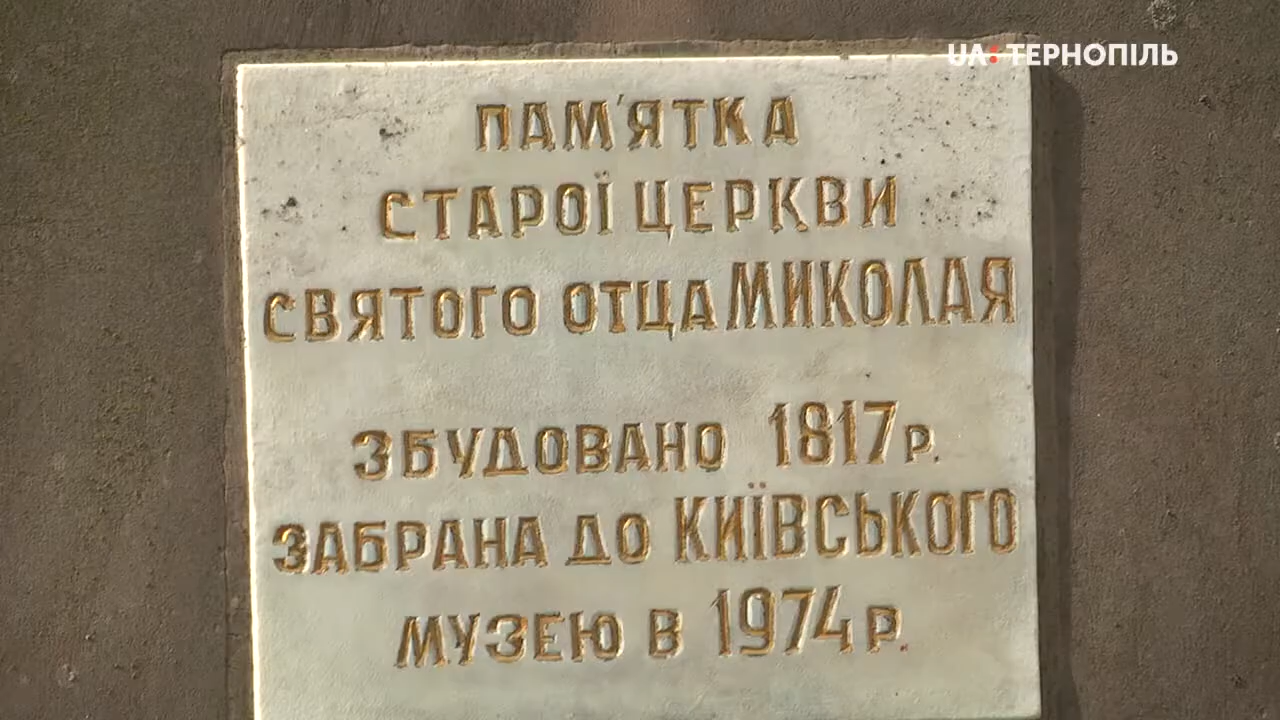 UA: ТЕРНОПІЛЬ
ПАМ'ЯТКА
СТАРОЇ ЦЕРКВИ
СВЯТОГО ОТЦА МИКОЛАЯ
ЗБУДОВАНО 1817 р.
ЗАБРАНА ДО КИЇВСЬКОГО
МУЗЕЮ В 1974 р.